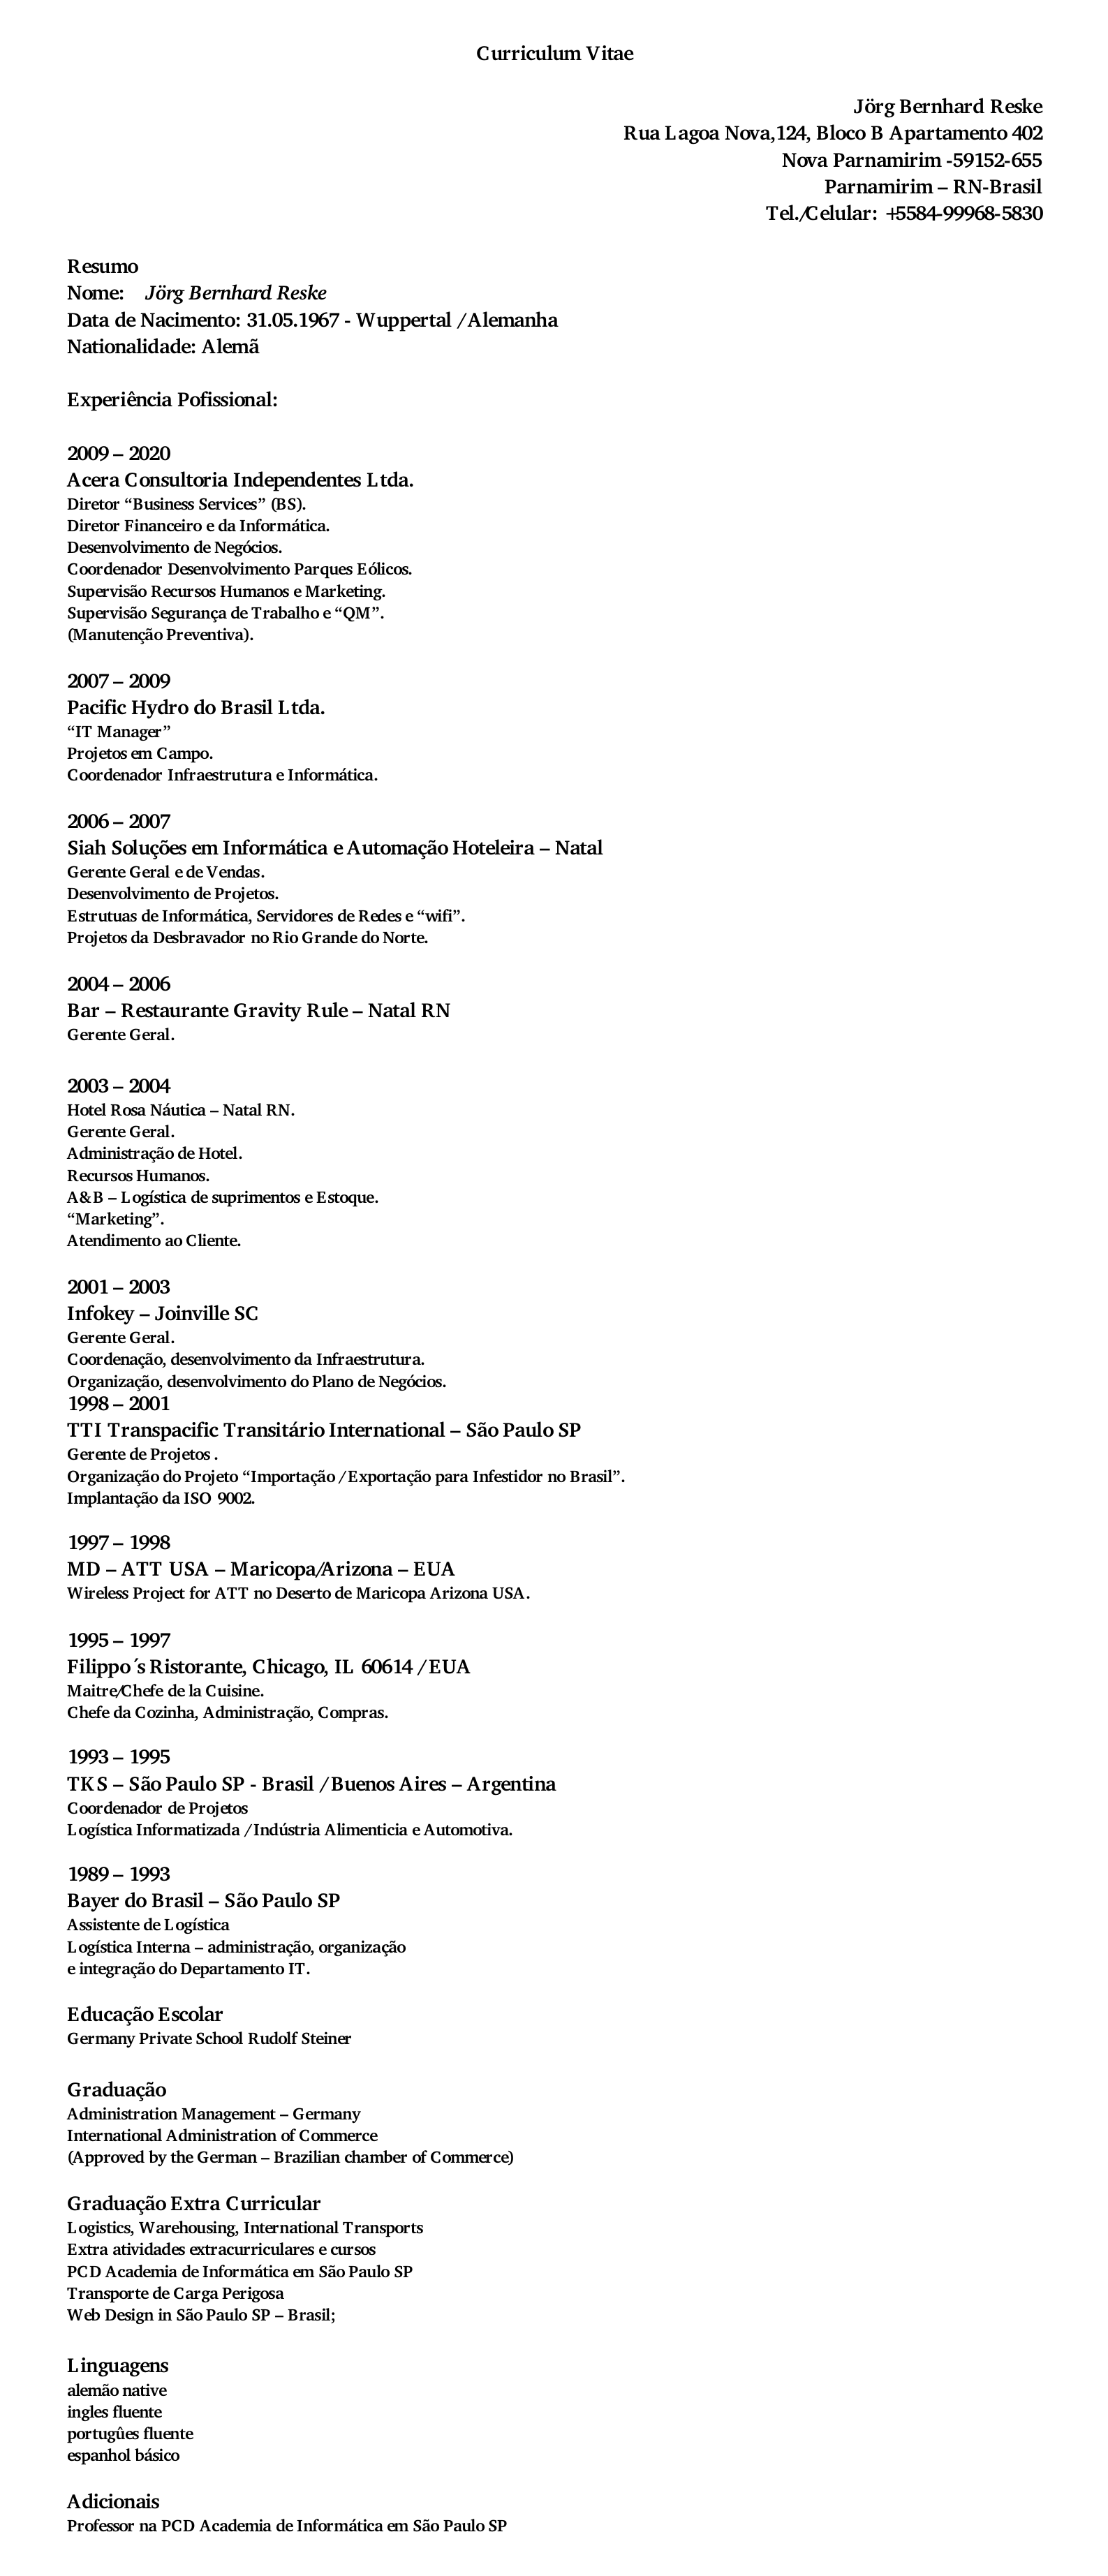 Curriculum Vitae
Jörg Bernhard Reske
Rua Lagoa Nova,124, Bloco B Apartamento 402
Nova Parnamirim -59152-655
Parnamirim – RN-Brasil
Tel./Celular: +5584-99968-5830
Resumo
Nome: Jörg Bernhard Reske
Data de Nacimento: 31.05.1967 - Wuppertal / Alemanha
Nationalidade: Alemã
Experiência Pofissional:
2009 – 2020
Acera Consultoria Independentes Ltda.
Diretor “Business Services” (BS).
Diretor Financeiro e da Informática.
Desenvolvimento de Negócios.
Coordenador Desenvolvimento Parques Eólicos.
Supervisão Recursos Humanos e Marketing.
Supervisão Segurança de Trabalho e “QM”.
(Manutenção Preventiva).
2007 – 2009
Pacific Hydro do Brasil Ltda.
“IT Manager”
Projetos em Campo.
Coordenador Infraestrutura e Informática.
2006 – 2007
Siah Soluções em Informática e Automação Hoteleira – Natal
Gerente Geral e de Vendas.
Desenvolvimento de Projetos.
Estrutuas de Informática, Servidores de Redes e “wifi”.
Projetos da Desbravador no Rio Grande do Norte.
2004 – 2006
Bar – Restaurante Gravity Rule – Natal RN
Gerente Geral.
2003 – 2004
Hotel Rosa Náutica – Natal RN.
Gerente Geral.
Administração de Hotel.
Recursos Humanos.
A&B – Logística de suprimentos e Estoque.
“Marketing”.
Atendimento ao Cliente.
2001 – 2003
Infokey – Joinville SC
Gerente Geral.
Coordenação, desenvolvimento da Infraestrutura.
Organização, desenvolvimento do Plano de Negócios.
1998 – 2001
TTI Transpacific Transitário International – São Paulo SP
Gerente de Projetos .
Organização do Projeto “Importação / Exportação para Infestidor no Brasil”.
Implantação da ISO 9002.
1997 – 1998
MD – ATT USA – Maricopa/Arizona – EUA
Wireless Project for ATT no Deserto de Maricopa Arizona USA.
1995 – 1997
Filippo´s Ristorante, Chicago, IL 60614 / EUA
Maitre/Chefe de la Cuisine.
Chefe da Cozinha, Administração, Compras.
1993 – 1995
TKS – São Paulo SP - Brasil / Buenos Aires – Argentina
Coordenador de Projetos
Logística Informatizada / Indústria Alimenticia e Automotiva.
1989 – 1993
Bayer do Brasil – São Paulo SP
Assistente de Logística
Logística Interna – administração, organização
e integração do Departamento IT.
Educação Escolar
Germany Private School Rudolf Steiner
Graduação
Administration Management – Germany
International Administration of Commerce
(Approved by the German – Brazilian chamber of Commerce)
Graduação Extra Curricular
Logistics, Warehousing, International Transports
Extra atividades extracurriculares e cursos
PCD Academia de Informática em São Paulo SP
Transporte de Carga Perigosa
Web Design in São Paulo SP – Brasil;
Linguagens
alemão native
ingles fluente
portugûes fluente
espanhol básico
Adicionais
Professor na PCD Academia de Informática em São Paulo SP